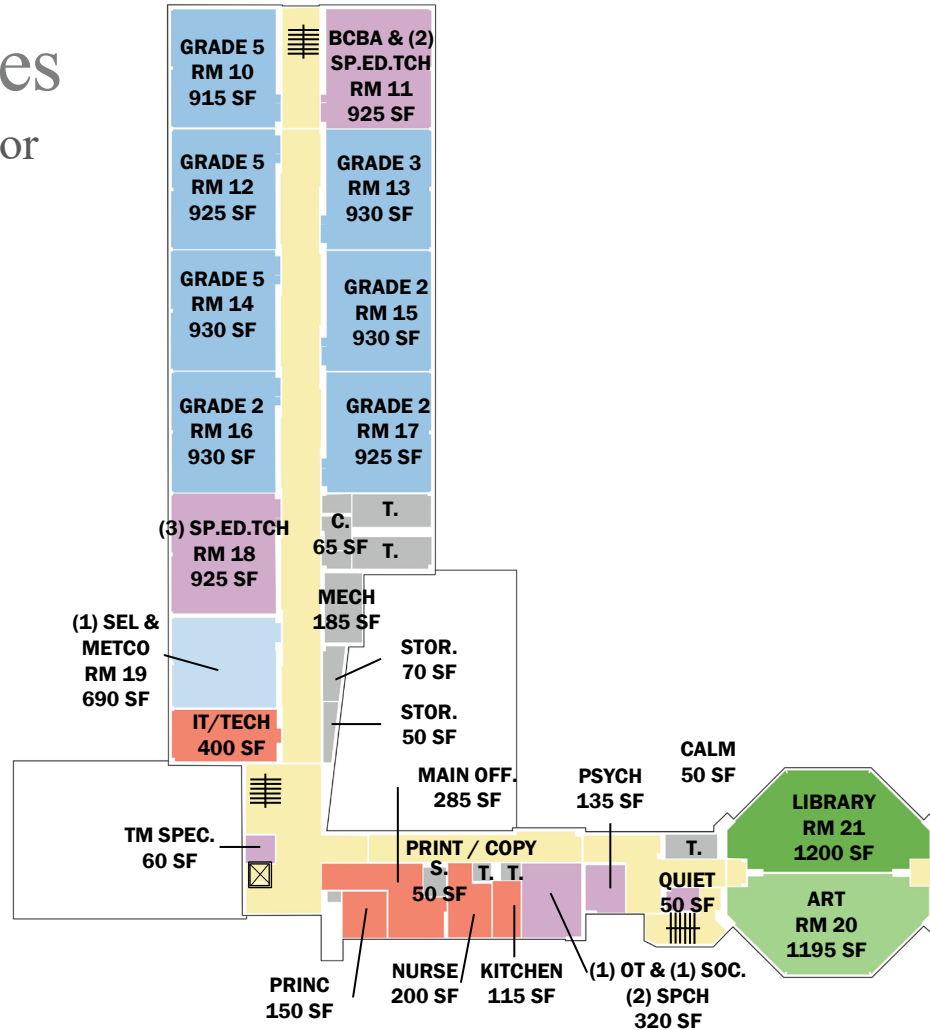 es
or
GRADE 5
RM 10
915 SF
BCBA & (2)
SP.ED.TCH
RM 11
925 SF
GRADE 5
RM 12
925 SF
GRADE 3
RM 13
930 SF
GRADE 5
RM 14
930 SF
GRADE 2
RM 15
930 SF
GRADE 2
RM 16
930 SF
GRADE 2
RM 17
925 SF
(3) SP.ED.TCH
RM 18
925 SF
T.
C.
65 SF
T.
MECH
185 SF
(1) SEL &
METCO
RM 19
690 SF
STOR.
70 SF
STOR.
50 SF
IT/TECH
400 SF
MAIN OFF.
285 SF
PSYCH
135 SF
CALM
50 SF
LIBRARY
RM 21
1200 SF
TM SPEC.
60 SF
PRINT / COPY
S.
50 SF
T.
T.
T.
QUIET
50 SF
ART
RM 20
1195 SF
PRINC
150 SF
NURSE
200 SF
KITCHEN
115 SF
(1) OT & (1) SOC.
(2) SPCH
320 SF